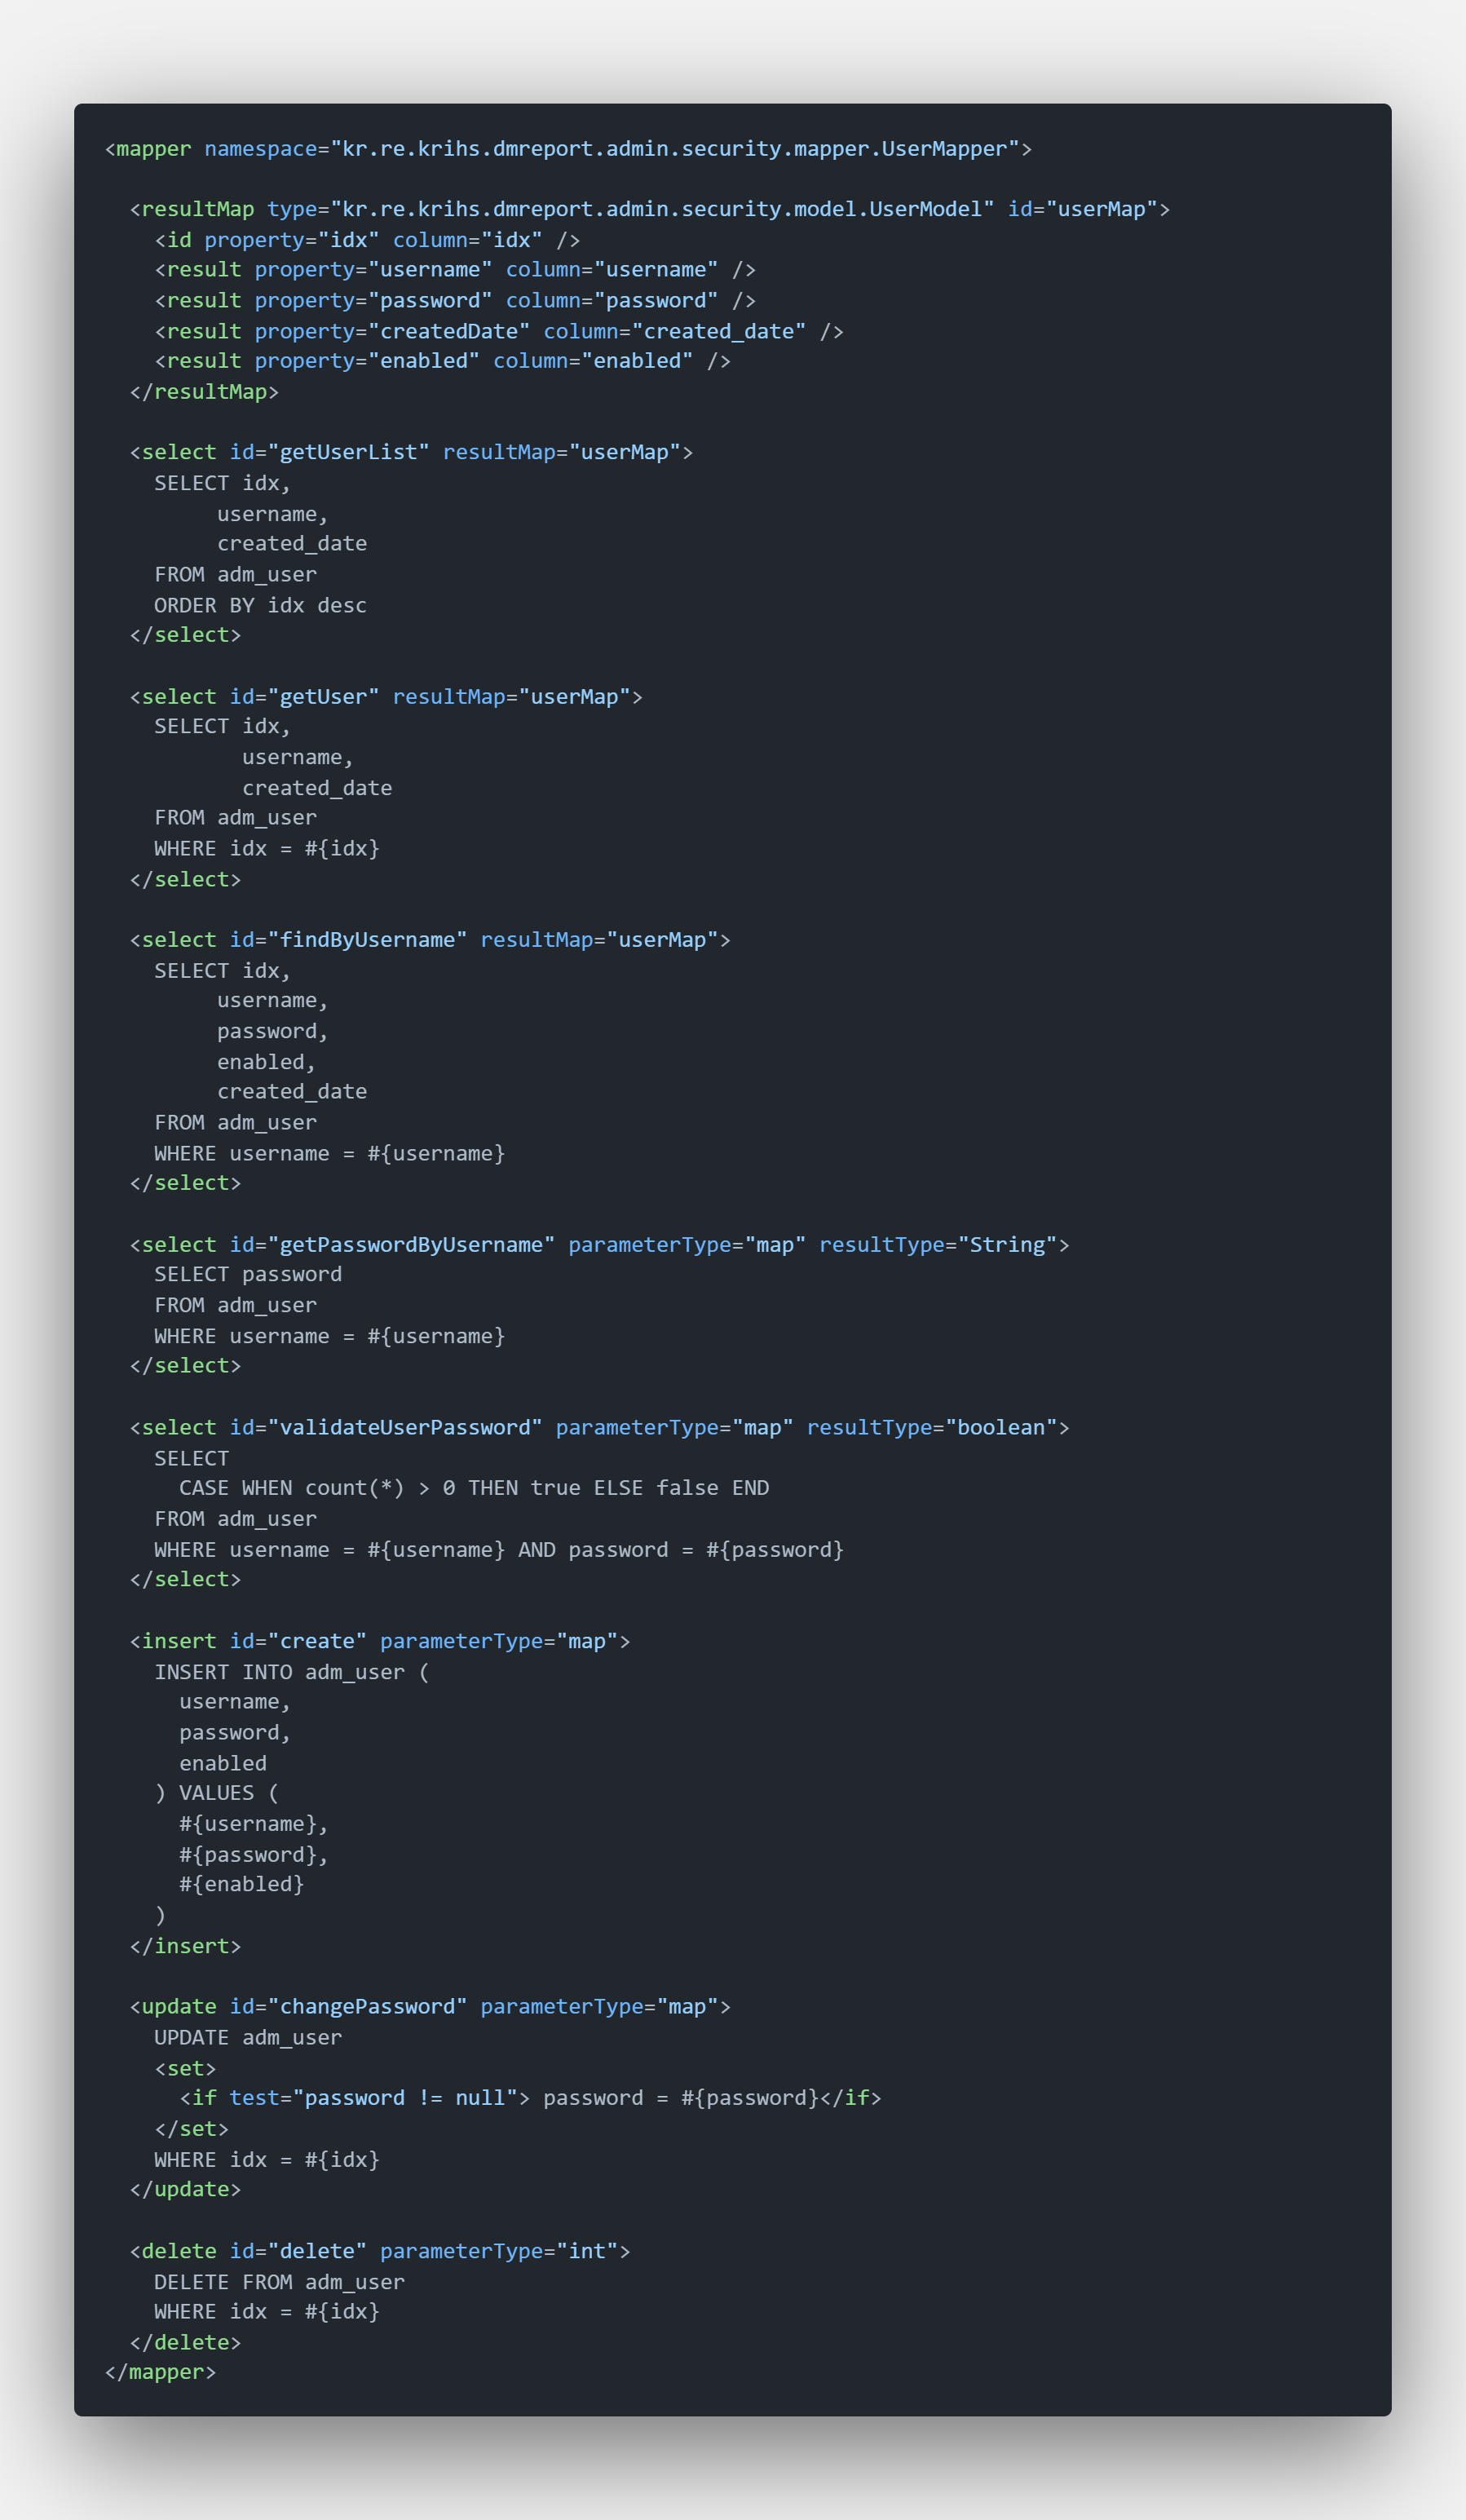 <mapper namespace="kr.re.krihs.dmreport.admin.security.mapper.UserMapper">
<resultMap type="kr.re.krihs.dmreport.admin.security.model.UserModel" id="userMap">
<id property="idx" column="idx" />
<result property="username" column="username" />
<result property="password" column="password" />
<result property="createdDate" column="created_date" />
<result property="enabled" column="enabled" />
</resultMap>
<select id="getUserList" resultMap="userMap">
SELECT idx,
username,
created_date
FROM adm_user
ORDER BY idx desc
</select>
<select id="getUser" resultMap="userMap">
SELECT idx,
username,
created_date
FROM adm_user
WHERE idx = #{idx}
</select>
<select id="findByUsername" resultMap="userMap">
SELECT idx,
username,
password,
enabled,
created_date
FROM adm_user
WHERE username = #{username}
</select>
<select id="getPasswordByUsername" parameterType="map" resultType="String">
SELECT password
FROM adm_user
WHERE username = #{username}
</select>
<select id="validateUserPassword" parameterType="map" resultType="boolean">
SELECT
CASE WHEN count(*) > 0 THEN true ELSE false END
FROM adm_user
WHERE username = #{username} AND password = #{password}
</select>
<insert id="create" parameterType="map">
INSERT INTO adm_user (
username,
password,
enabled
) VALUES (
#{username},
#{password},
#{enabled}
)
</insert>
<update id="changePassword" parameterType="map">
UPDATE adm_user
<set>
<if test="password != null"> password = #{password}</if>
</set>
WHERE idx = #{idx}
</update>
<delete id="delete" parameterType="int">
DELETE FROM adm_user
WHERE idx = #{idx}
</delete>
</mapper>